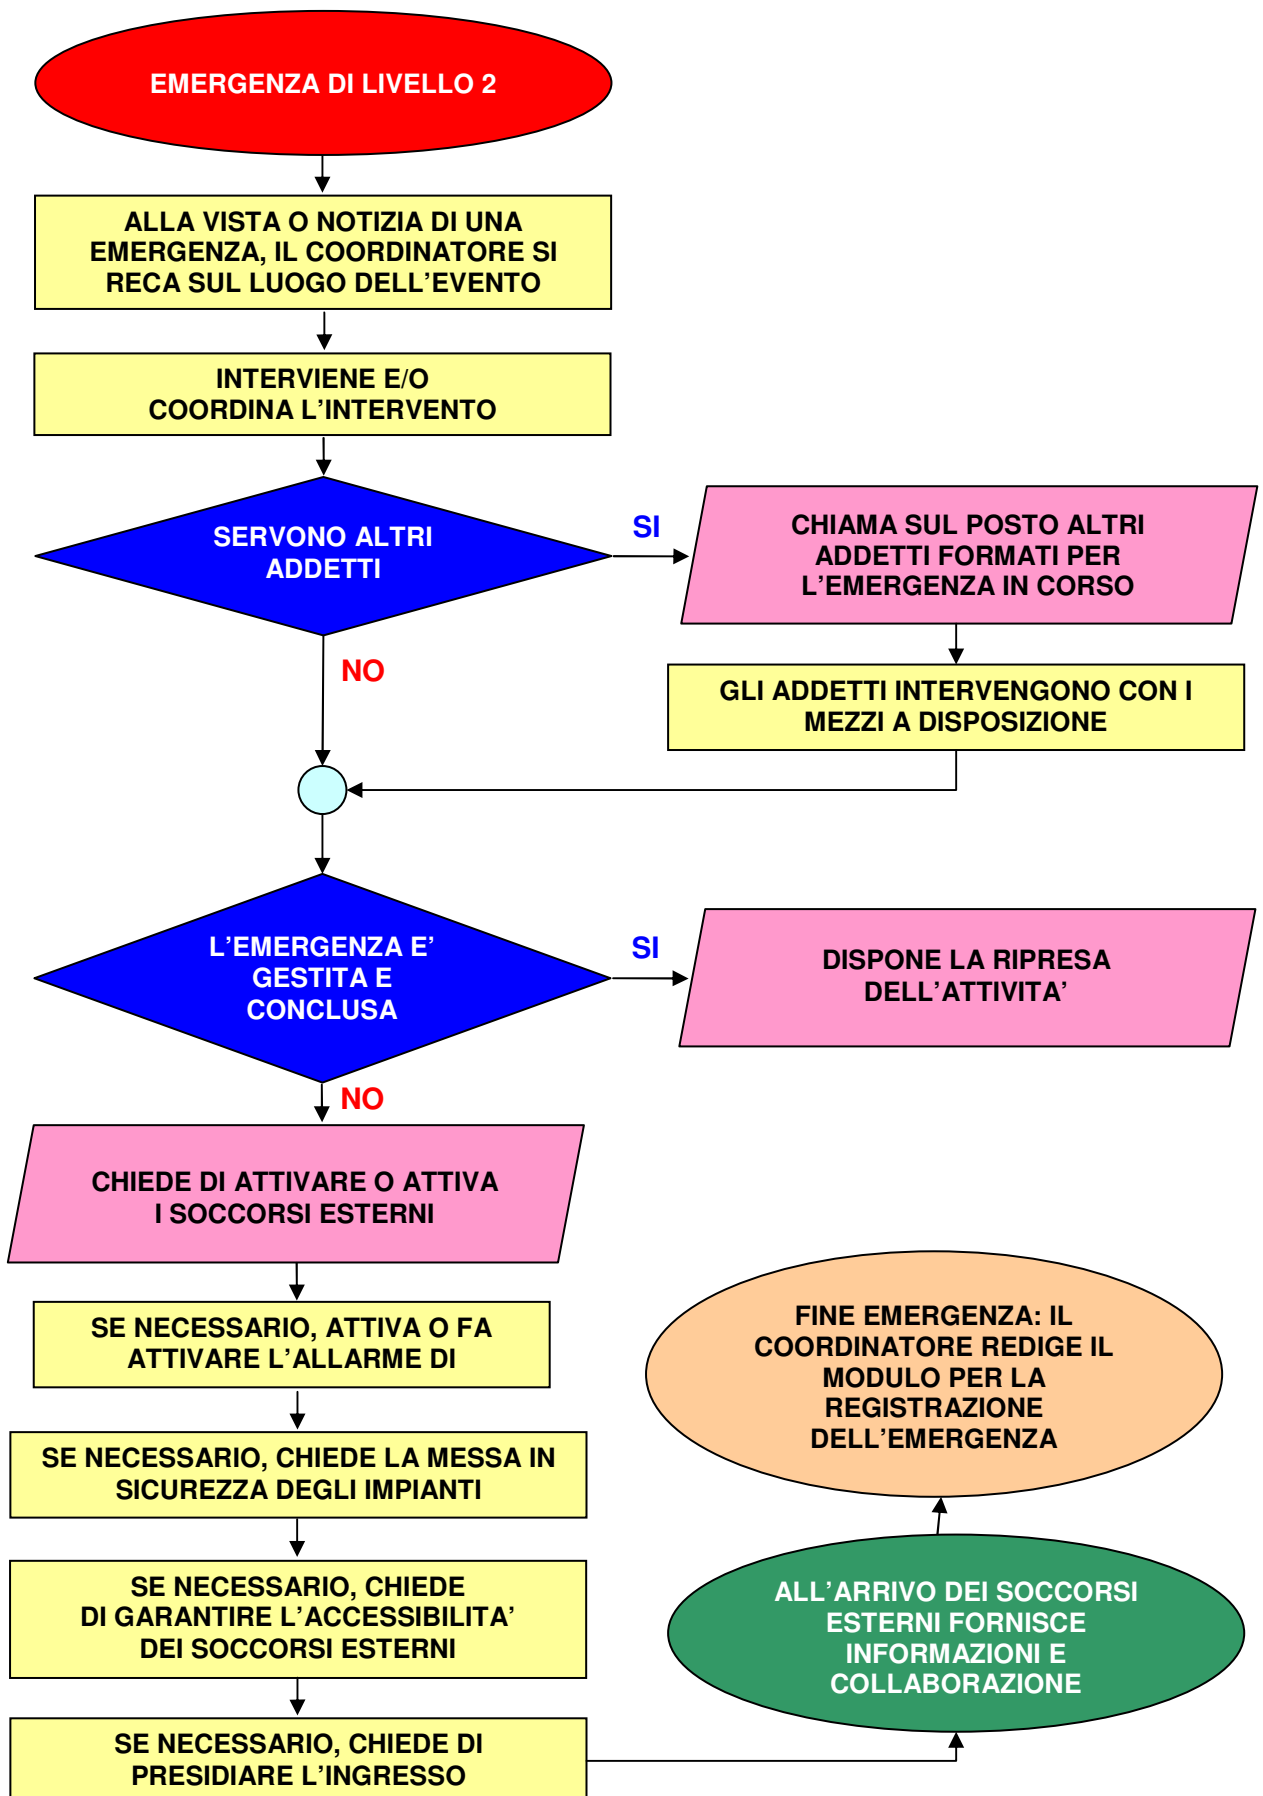 EMERGENZA DI LIVELLO 2
ALLA VISTA O NOTIZIA DI UNA
EMERGENZA, IL COORDINATORE SI
RECA SUL LUOGO DELL’EVENTO
INTERVIENE E/O
COORDINA L’INTERVENTO
SERVONO ALTRI
ADDETTI
SI
CHIAMA SUL POSTO ALTRI
ADDETTI FORMATI PER
L’EMERGENZA IN CORSO
NO
GLI ADDETTI INTERVENGONO CON I
MEZZI A DISPOSIZIONE
L’EMERGENZA E’
GESTITA E
CONCLUSA
SI
DISPONE LA RIPRESA
DELL’ATTIVITA’
NO
CHIEDE DI ATTIVARE O ATTIVA
I SOCCORSI ESTERNI
SE NECESSARIO, ATTIVA O FA
ATTIVARE L’ALLARME DI
SE NECESSARIO, CHIEDE LA MESSA IN
SICUREZZA DEGLI IMPIANTI
SE NECESSARIO, CHIEDE
DI GARANTIRE L’ACCESSIBILITA’
DEI SOCCORSI ESTERNI
SE NECESSARIO, CHIEDE DI
PRESIDIARE L’INGRESSO
ALL’ARRIVO DEI SOCCORSI
ESTERNI FORNISCE
INFORMAZIONI E
COLLABORAZIONE
FINE EMERGENZA: IL
COORDINATORE REDIGE IL
MODULO PER LA
REGISTRAZIONE
DELL’EMERGENZA